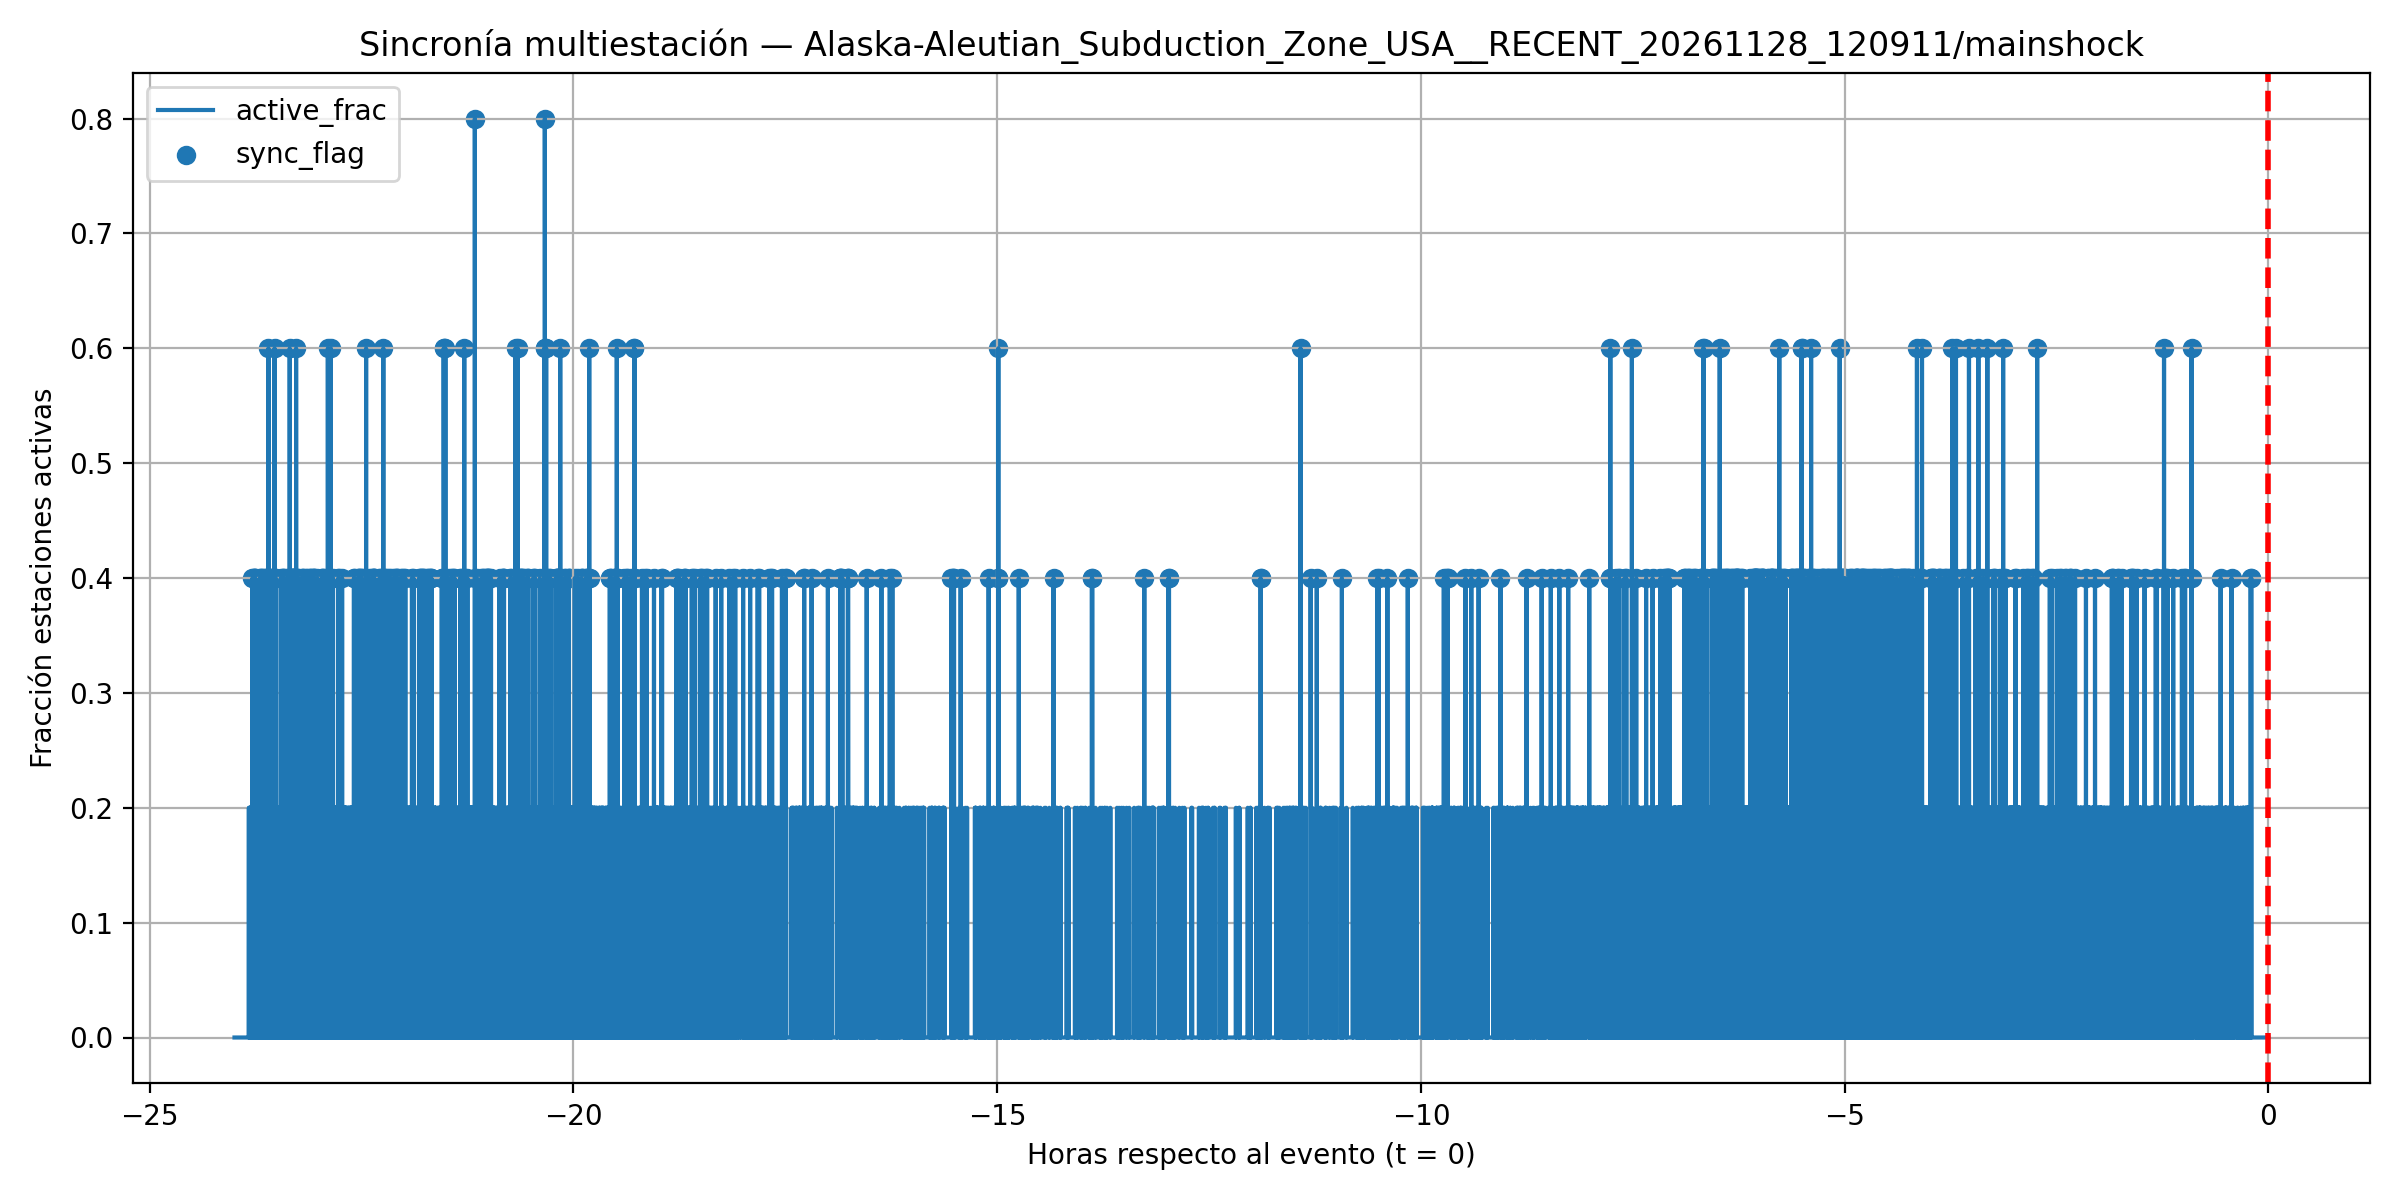 Sincronía multiestación — Alaska-Aleutian_Subduction_Zone_USA__RECENT_20261128_120911/mainshock
active_frac
sync_flag
Fracción estaciones activas
0.8
0.7
0.6
0.5
0.4
0.3
0.2
0.1
0.0
−25 −20 −15 −10 −5 0
Horas respecto al evento (t = 0)